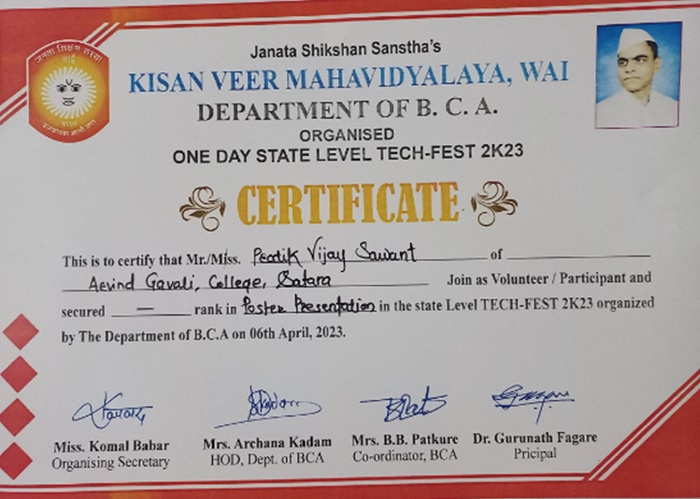 जनता शिक्षण संस्था
वाई
Janata Shikshan Sanstha's
KISAN VEER MAHAVIDYALAYA, WAI
DEPARTMENT OF B. C. A.
ORGANISED
ONE DAY STATE LEVEL TECH-FEST 2K23
CERTIFICATE
This is to certify that Mr./Miss. Pratik Vijay Sawant of
Arvind Gavali, College, Satara Join as Volunteer / Participant and
secured — rank in Poster Presentation in the state Level TECH-FEST 2K23 organized
by The Department of B.C.A on 06th April, 2023.
Miss. Komal Babar Mrs. Archana Kadam Mrs. B.B. Patkure Dr. Gurunath Fagare
Organising Secretary HOD, Dept. of BCA Co-ordinator, BCA Pricipal